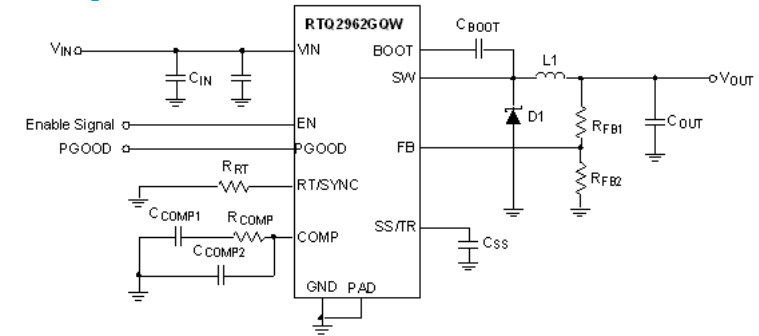 RTQ2962GQW
CBOOT
VIN
VIN
BOOT
L1
SW
VOUT
CIN
D1
RFB1
COUT
Enable Signal
EN
PGOOD
PGOOD
FB
RRT
RFB2
RT/SYNC
CCOMP1
RCOMP
COMP
SS/TR
CSS
CCOMP2
GND PAD